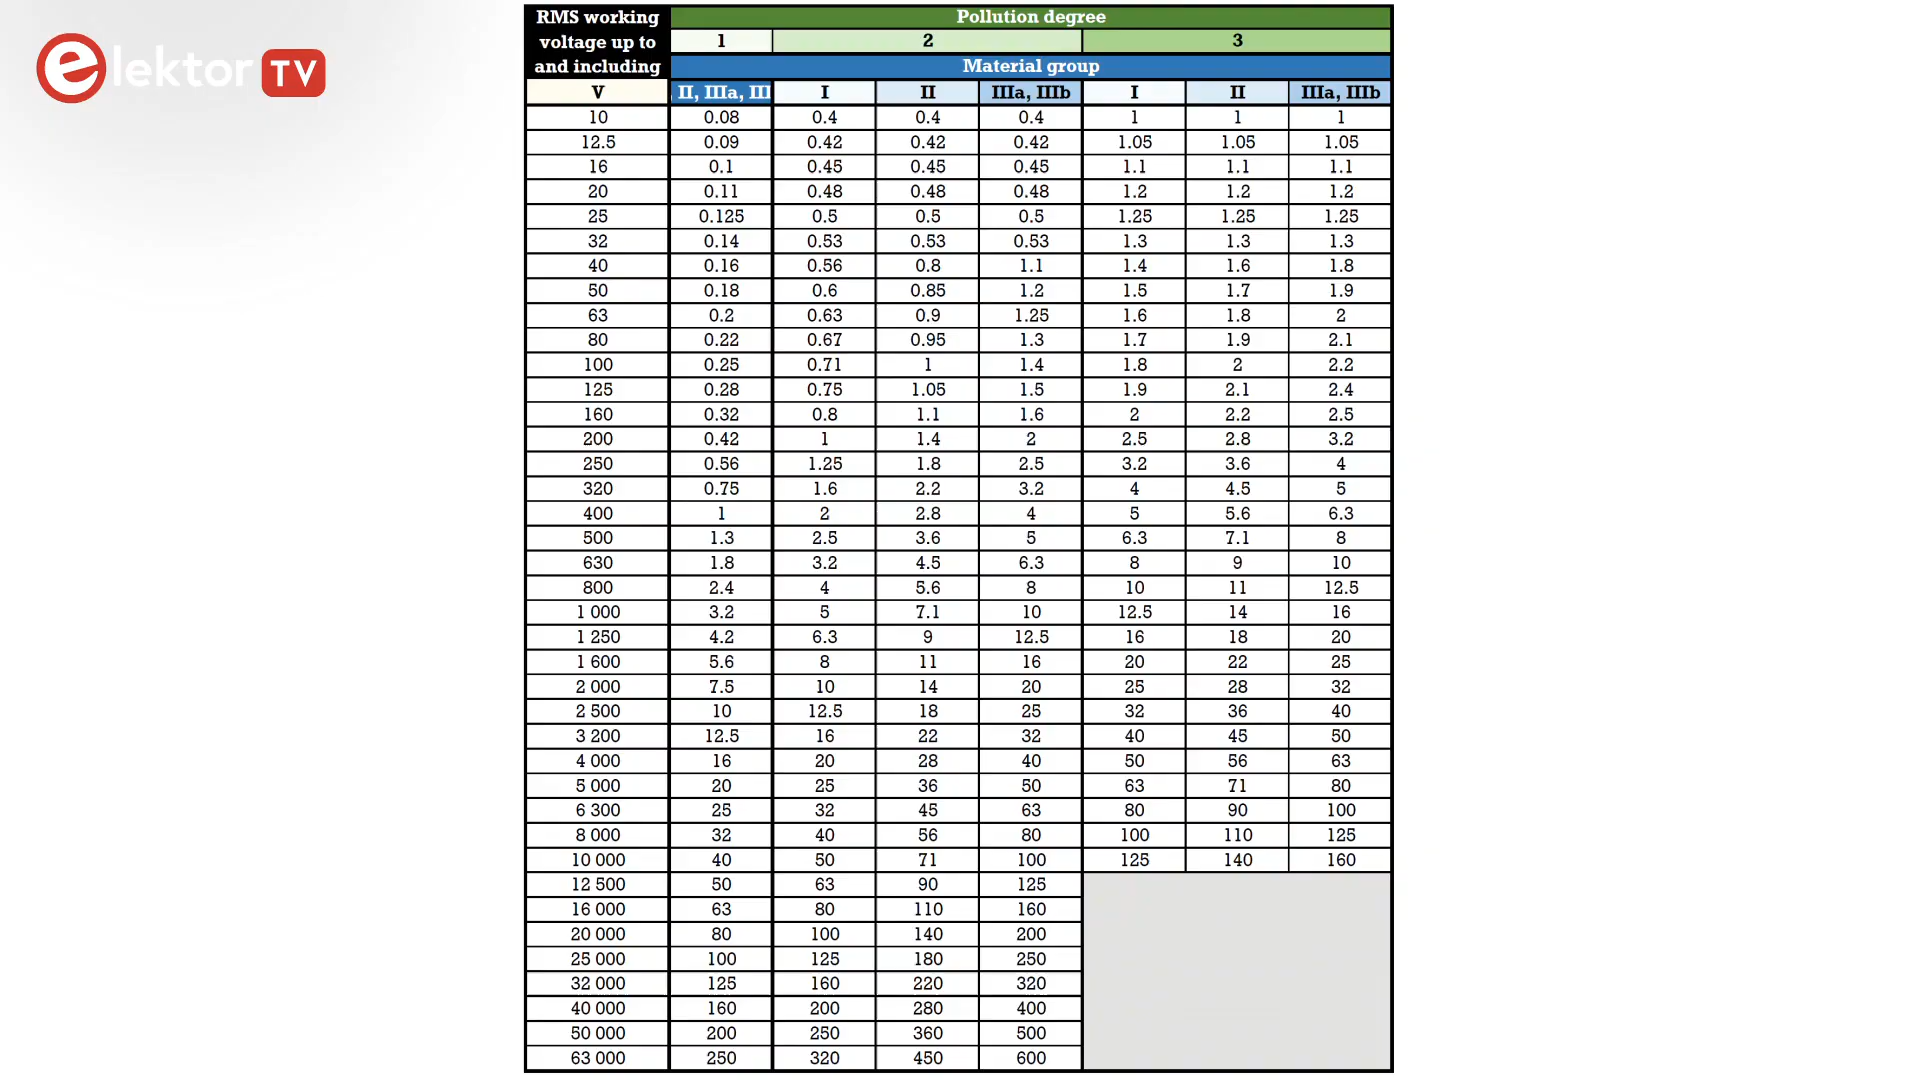 elektor TV
RMS working voltage up to and including
Pollution degree
1 2 3
Material group
V II, IIIa, III I II IIIa, IIIb I II IIIa, IIIb
10 0.08 0.4 0.4 0.4 1 1 1
12.5 0.09 0.42 0.42 0.42 1.05 1.05 1.05
16 0.1 0.45 0.45 0.45 1.1 1.1 1.1
20 0.11 0.48 0.48 0.48 1.2 1.2 1.2
25 0.125 0.5 0.5 0.5 1.25 1.25 1.25
32 0.14 0.53 0.53 0.53 1.3 1.3 1.3
40 0.16 0.56 0.8 1.1 1.4 1.6 1.8
50 0.18 0.6 0.85 1.2 1.5 1.7 1.9
63 0.2 0.63 0.9 1.25 1.6 1.8 2
80 0.22 0.67 0.95 1.3 1.7 1.9 2.1
100 0.25 0.71 1 1.4 1.8 2 2.2
125 0.28 0.75 1.05 1.5 1.9 2.1 2.4
160 0.32 0.8 1.1 1.6 2 2.2 2.5
200 0.42 1 1.4 2 2.5 2.8 3.2
250 0.56 1.25 1.8 2.5 3.2 3.6 4
320 0.75 1.6 2.2 3.2 4 4.5 5
400 1 2 2.8 4 5 5.6 6.3
500 1.3 2.5 3.6 5 6.3 7.1 8
630 1.8 3.2 4.5 6.3 8 9 10
800 2.4 4 5.6 8 10 11 12.5
1 000 3.2 5 7.1 10 12.5 14 16
1 250 4.2 6.3 9 12.5 16 18 20
1 600 5.6 8 11 16 20 22 25
2 000 7.5 10 14 20 25 28 32
2 500 10 12.5 18 25 32 36 40
3 200 12.5 16 22 32 40 45 50
4 000 16 20 28 40 50 56 63
5 000 20 25 36 50 63 71 80
6 300 25 32 45 63 80 90 100
8 000 32 40 56 80 100 110 125
10 000 40 50 71 100 125 140 160
12 500 50 63 90 125
16 000 63 80 110 160
20 000 80 100 140 200
25 000 100 125 180 250
32 000 125 160 220 320
40 000 160 200 280 400
50 000 200 250 360 500
63 000 250 320 450 600